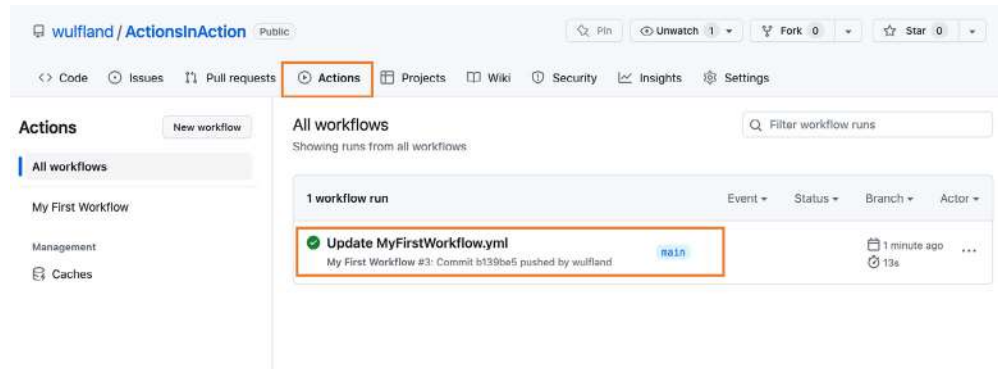 wulfland / ActionsInAction Public
Pin Unwatch 1 Fork 0 Star 0
<> Code Issues Pull requests Actions Projects Wiki Security Insights Settings
Actions New workflow
All workflows
My First Workflow
Management
Caches
All workflows
Showing runs from all workflows
Filter workflow runs
1 workflow run Event Status Branch Actor
Update MyFirstWorkflow.yml
My First Workflow #3: Commit b139be5 pushed by wulfland
main
1 minute ago ...
13s